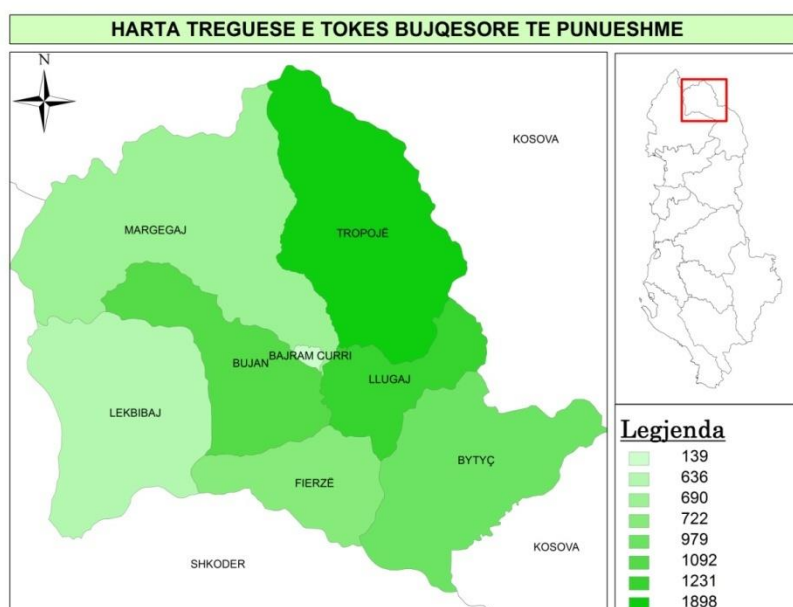 HARTA TREGUESE E TOKES BUJQESORE TE PUNUESHME
N
KOSOVA
MARGEGAJ
TROPOJË
BAJRAM CURRI
BUJAN
LLUGAJ
LEKBIBAJ
BYTYÇ
FIERZË
KOSOVA
SHKODER
Legjenda
139
636
690
722
979
1092
1231
1898